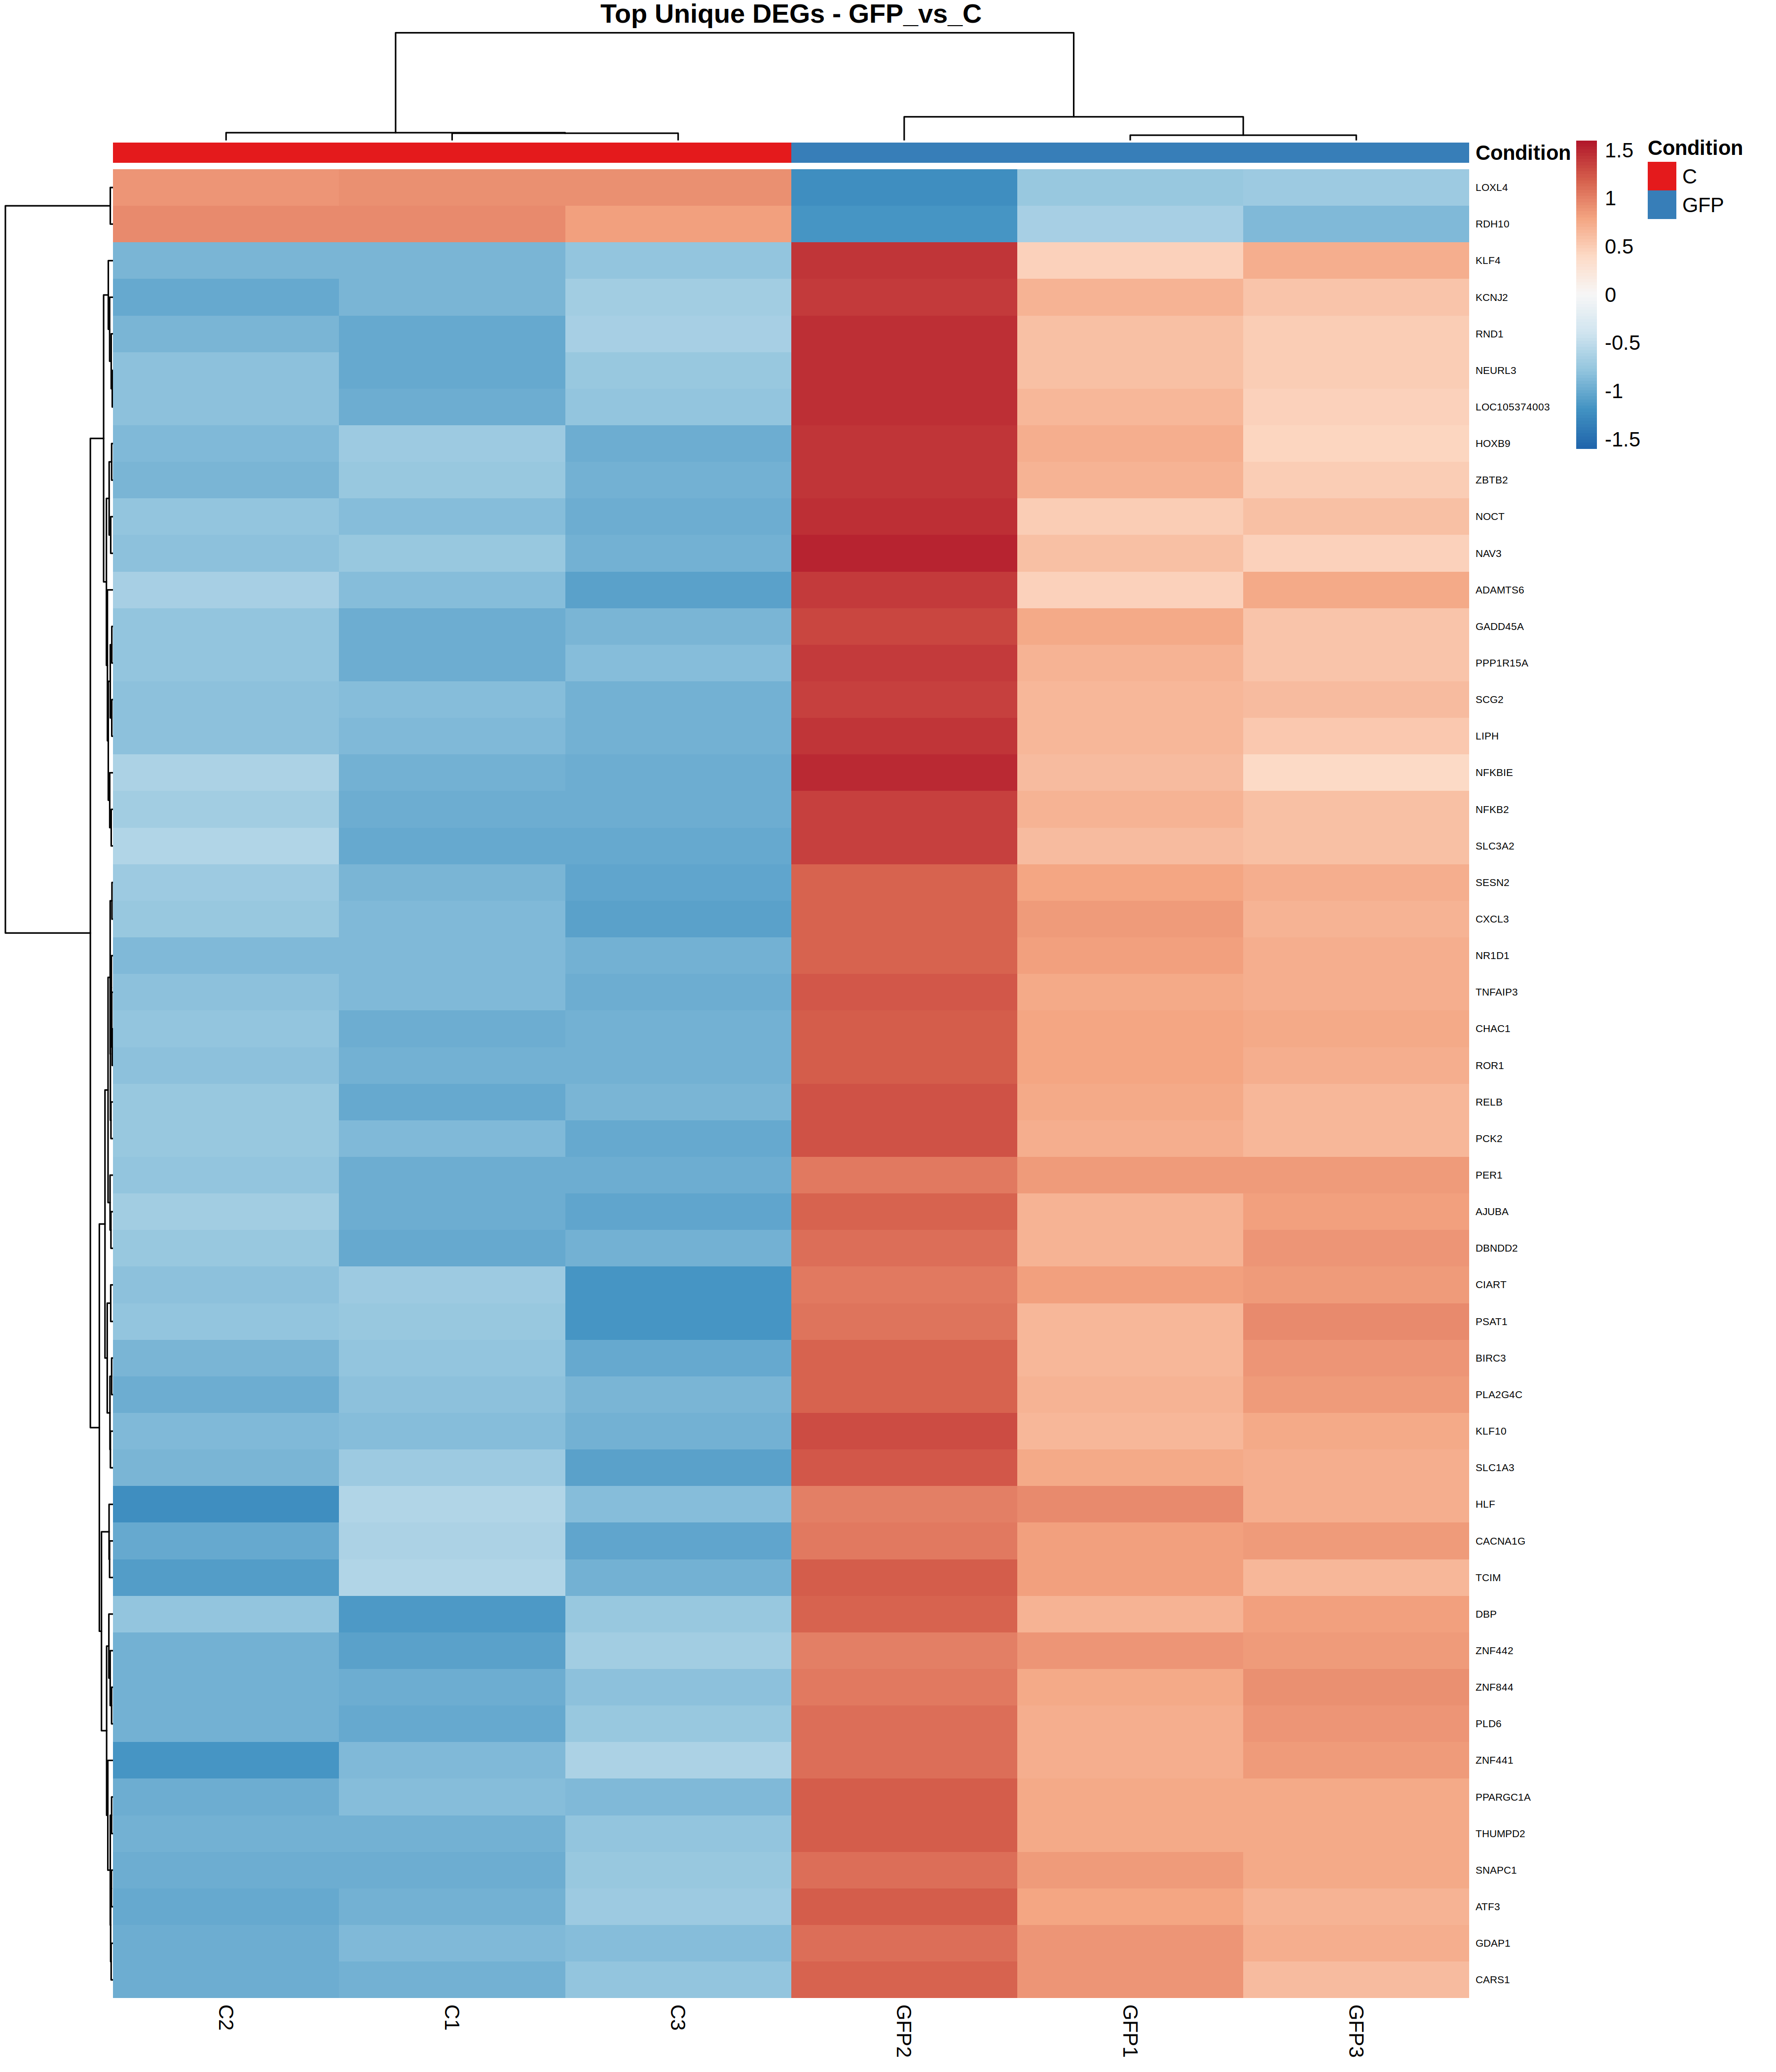 Top Unique DEGs - GFP_vs_C
Condition
1.5
1
0.5
0
-0.5
-1
-1.5
Condition
C
GFP
LOXL4
RDH10
KLF4
KCNJ2
RND1
NEURL3
LOC105374003
HOXB9
ZBTB2
NOCT
NAV3
ADAMTS6
GADD45A
PPP1R15A
SCG2
LIPH
NFKBIE
NFKB2
SLC3A2
SESN2
CXCL3
NR1D1
TNFAIP3
CHAC1
ROR1
RELB
PCK2
PER1
AJUBA
DBNDD2
CIART
PSAT1
BIRC3
PLA2G4C
KLF10
SLC1A3
HLF
CACNA1G
TCIM
DBP
ZNF442
ZNF844
PLD6
ZNF441
PPARGC1A
THUMPD2
SNAPC1
ATF3
GDAP1
CARS1
C2
C1
C3
GFP2
GFP1
GFP3